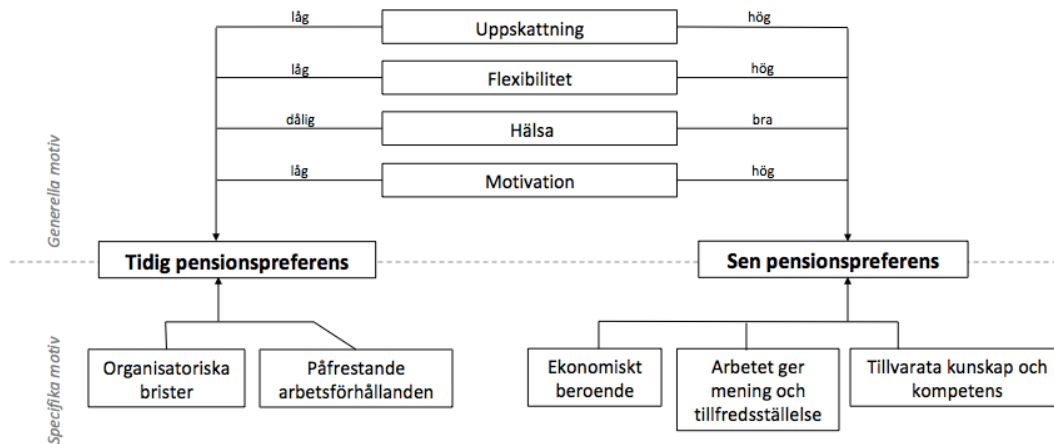 låg
Uppskattning
hög
låg
Flexibilitet
hög
dålig
Hälsa
bra
låg
Motivation
hög
Generella motiv
Tidig pensionspreferens
Sen pensionspreferens
Specifika motiv
Organisatoriska
brister
Påfrestande
arbetsförhållanden
Ekonomiskt
beroende
Arbetet ger
mening och
tillfredsställelse
Tillvarata kunskap och
kompetens